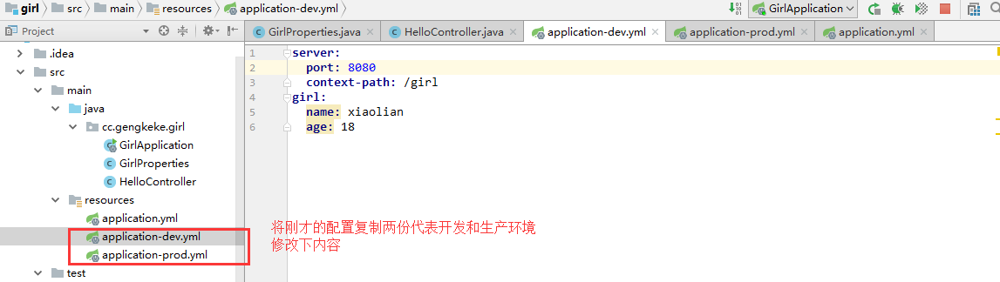 girl src main resources application-dev.yml GirlApplication
Project GirlProperties.java HelloController.java application-dev.yml application-prod.yml application.yml
.idea
src
main
java
cc.gengkeke.girl
GirlApplication
GirlProperties
HelloController
resources
application.yml
application-dev.yml
application-prod.yml
test
1 server:
2 port: 8080
3 context-path: /girl
4 girl:
5 name: xiaolian
6 age: 18
将刚才的配置复制两份代表开发和生产环境
修改下内容